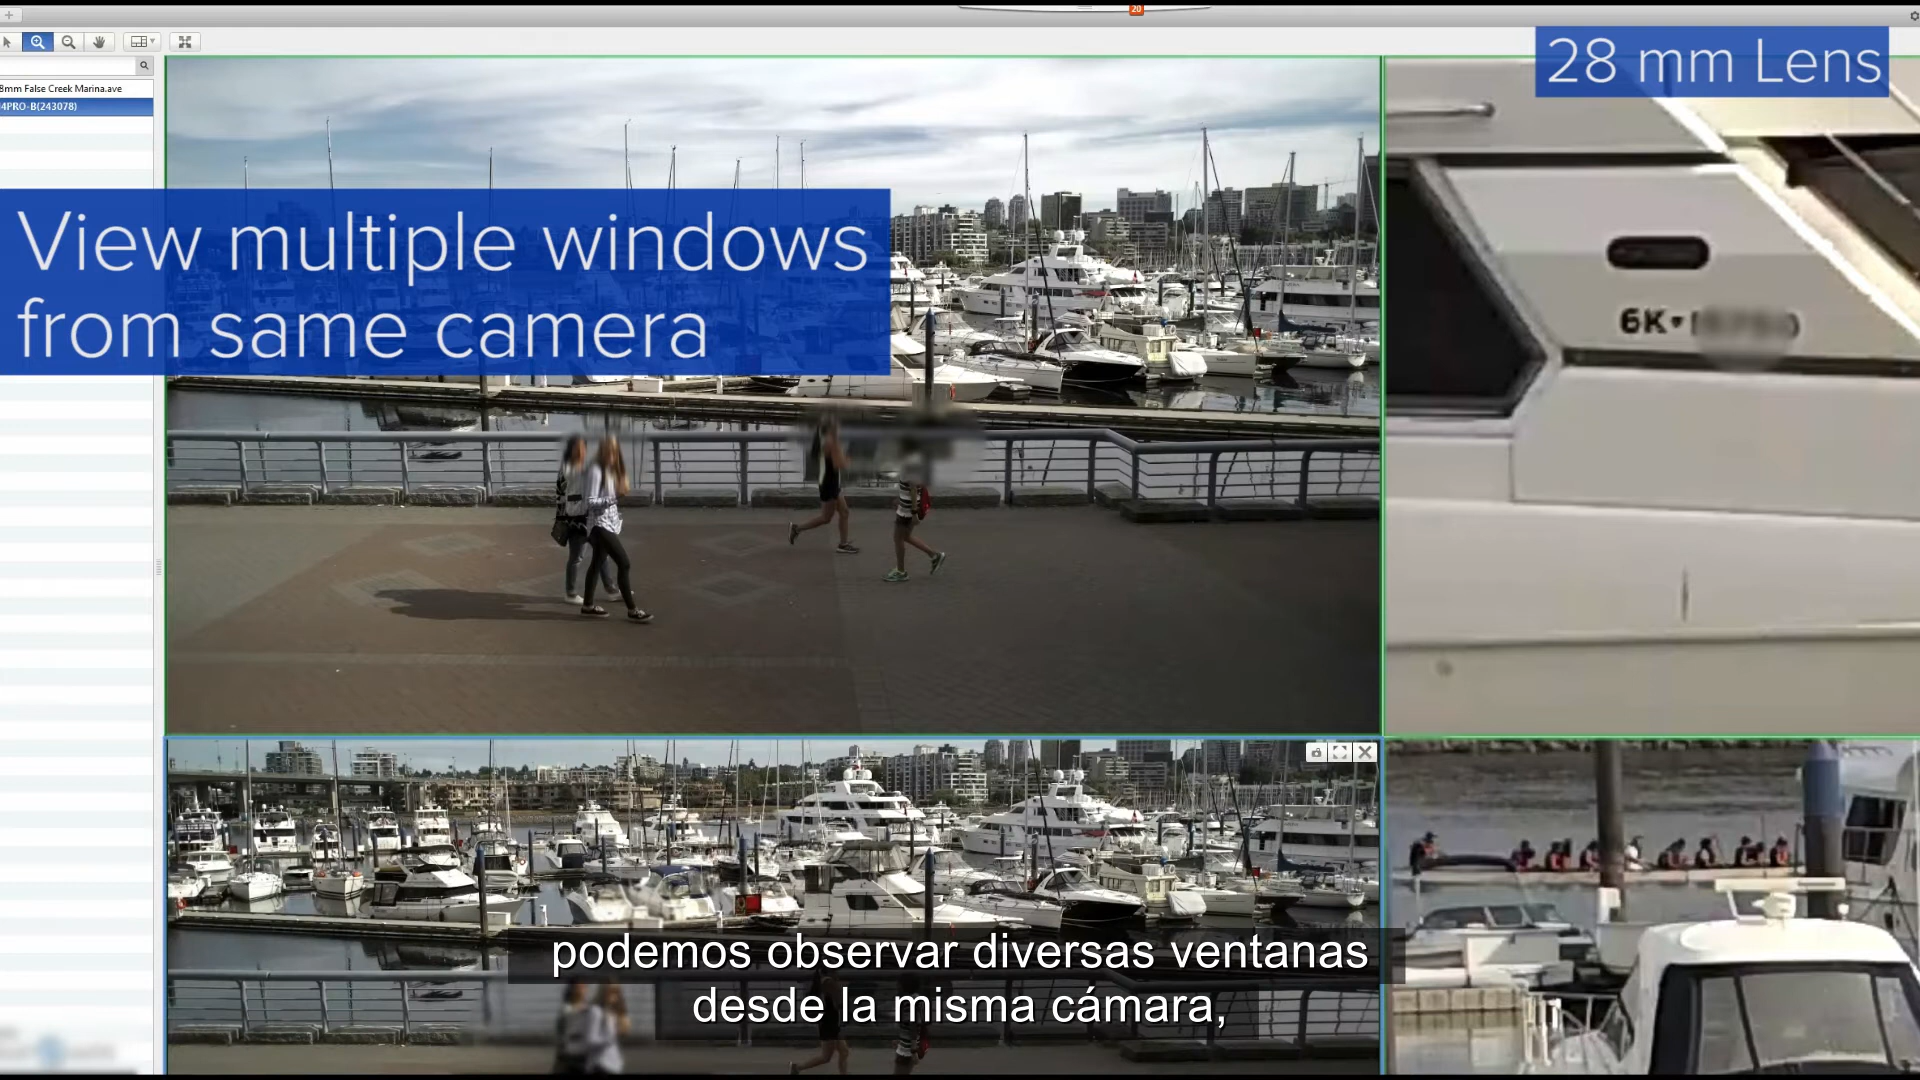 20
28 mm Lens
8mm False Creek Marina.ave
4PRO-B(243078)
View multiple windows
from same camera
6K
podemos observar diversas ventanas
desde la misma cámara,